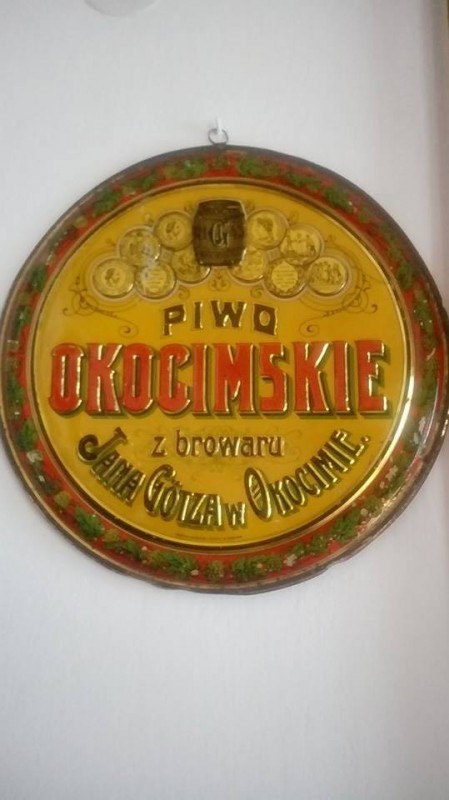 PIWO
OKOCIMSKIE
z browaru
JANA GÖTZA W OKOCIMIE.